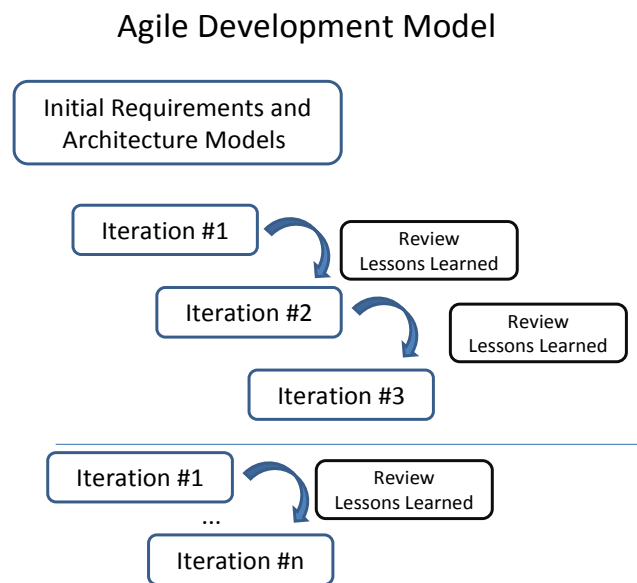 Agile Development Model
Initial Requirements and
Architecture Models
Iteration #1
Review
Lessons Learned
Iteration #2
Review
Lessons Learned
Iteration #3
Iteration #1
Review
Lessons Learned
...
Iteration #n